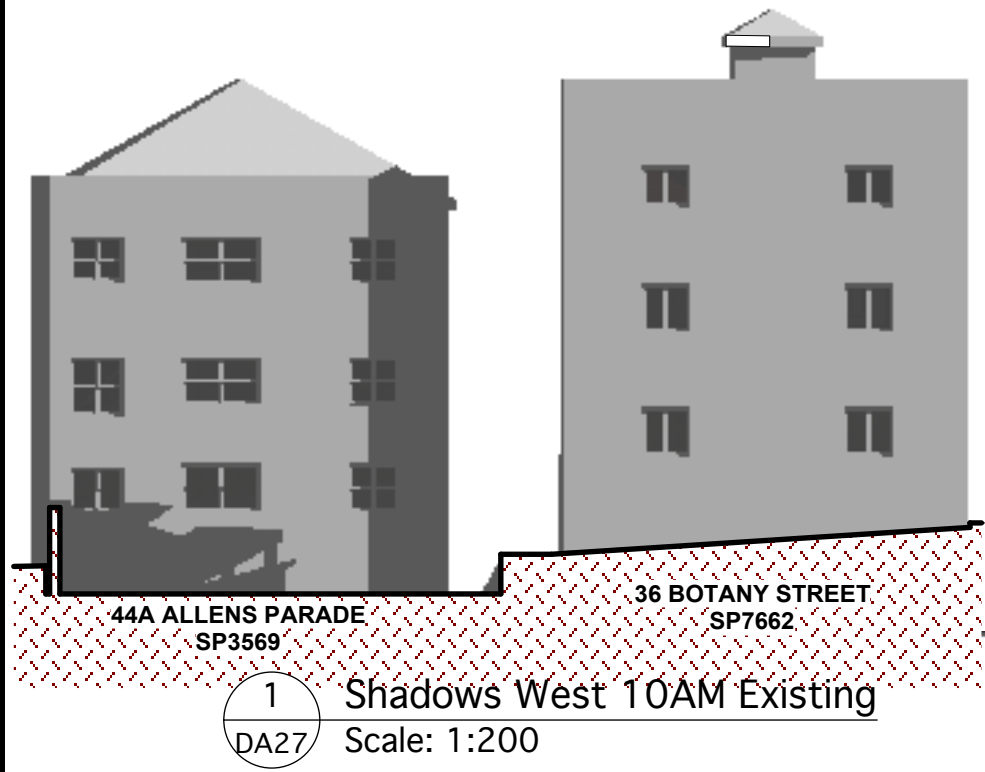 44A ALLENS PARADE
SP3569
36 BOTANY STREET
SP7662
1
DA27
Shadows West 10AM Existing
Scale: 1:200